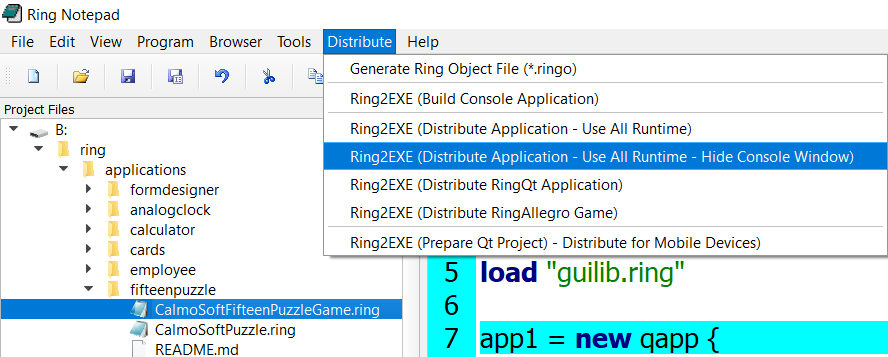 Ring Notepad
File Edit View Program Browser Tools Distribute Help
Generate Ring Object File (*.ringo)
Ring2EXE (Build Console Application)
Ring2EXE (Distribute Application - Use All Runtime)
Ring2EXE (Distribute Application - Use All Runtime - Hide Console Window)
Ring2EXE (Distribute RingQt Application)
Ring2EXE (Distribute RingAllegro Game)
Ring2EXE (Prepare Qt Project) - Distribute for Mobile Devices)
Project Files
B:
ring
applications
formdesigner
analogclock
calculator
cards
employee
fifteenpuzzle
CalmoSoftFifteenPuzzleGame.ring
CalmoSoftPuzzle.ring
README.md
5 load "guilib.ring"
6
7 app1 = new qapp {